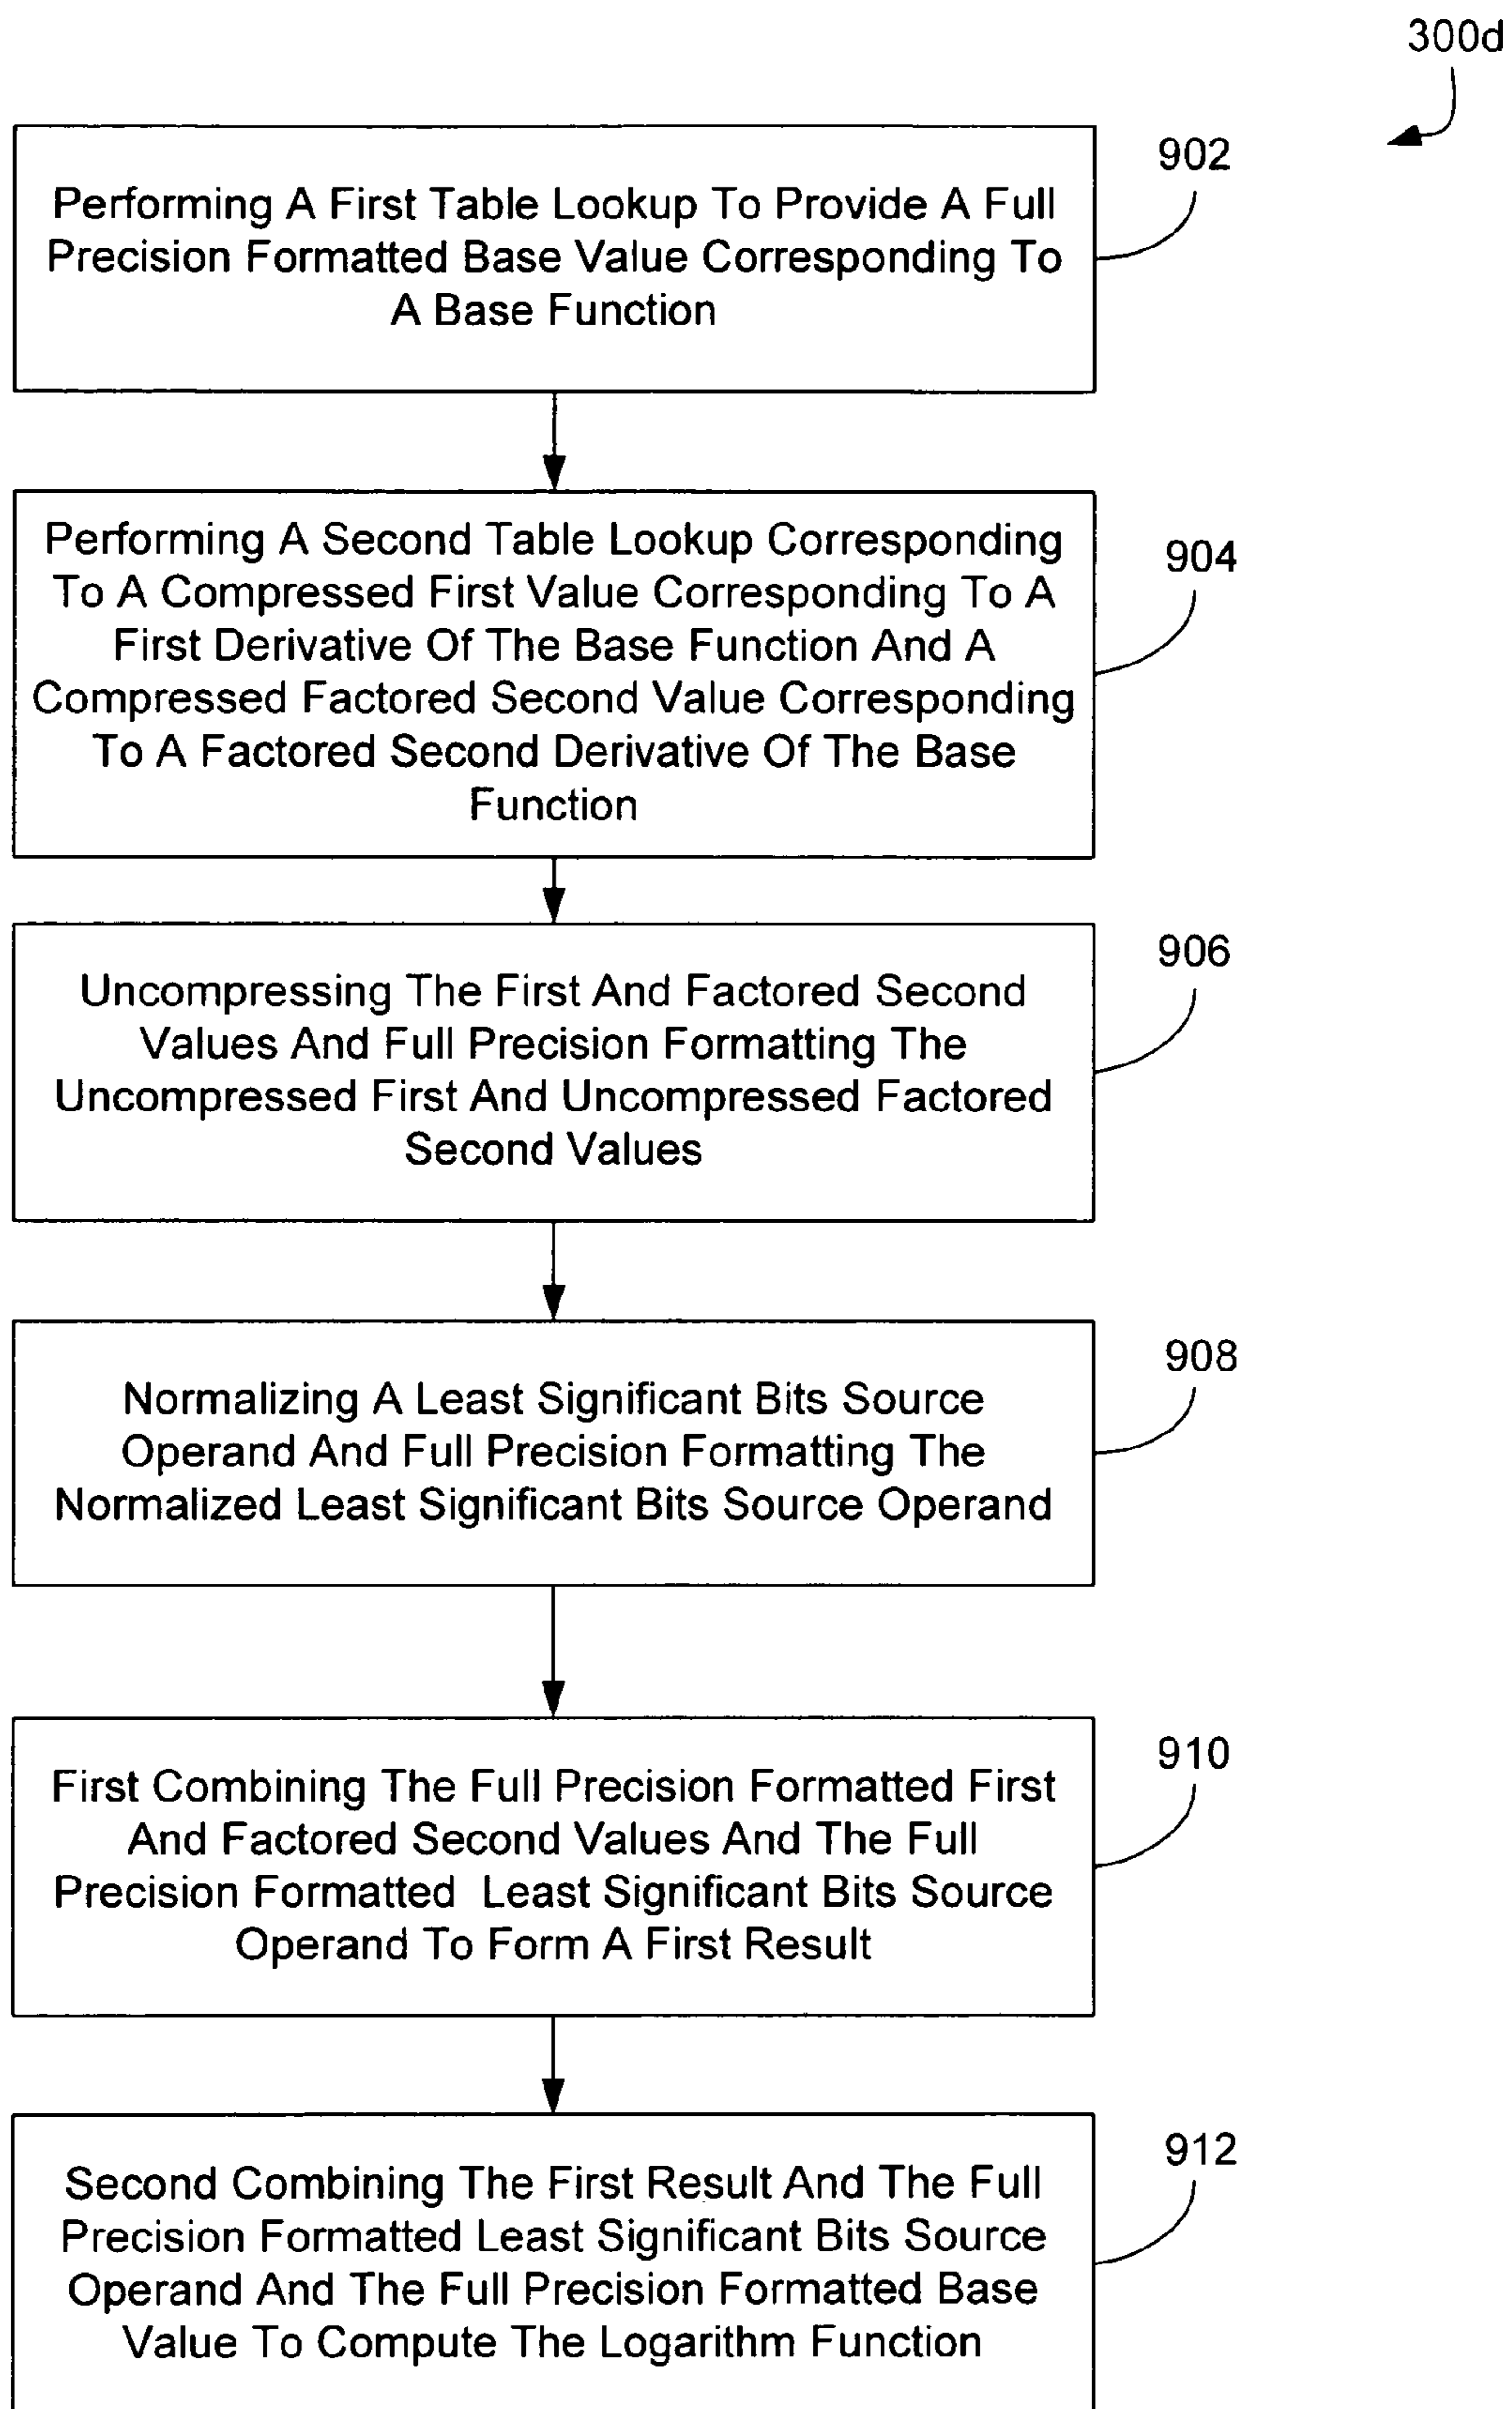 300d
902
Performing A First Table Lookup To Provide A Full
Precision Formatted Base Value Corresponding To
A Base Function
904
Performing A Second Table Lookup Corresponding
To A Compressed First Value Corresponding To A
First Derivative Of The Base Function And A
Compressed Factored Second Value Corresponding
To A Factored Second Derivative Of The Base
Function
906
Uncompressing The First And Factored Second
Values And Full Precision Formatting The
Uncompressed First And Uncompressed Factored
Second Values
908
Normalizing A Least Significant Bits Source
Operand And Full Precision Formatting The
Normalized Least Significant Bits Source Operand
910
First Combining The Full Precision Formatted First
And Factored Second Values And The Full
Precision Formatted Least Significant Bits Source
Operand To Form A First Result
912
Second Combining The First Result And The Full
Precision Formatted Least Significant Bits Source
Operand And The Full Precision Formatted Base
Value To Compute The Logarithm Function